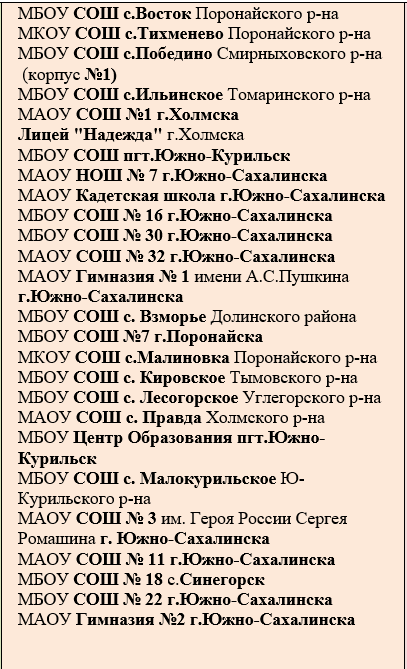 МБОУ СОШ с.Восток Поронайского р-на
МКОУ СОШ с.Тихменево Поронайского р-на
МБОУ СОШ с.Победино Смирныховского р-на
(корпус №1)
МБОУ СОШ с.Ильинское Томаринского р-на
МАОУ СОШ №1 г.Холмска
Лицей "Надежда" г.Холмска
МБОУ СОШ пгт.Южно-Курильск
МАОУ НОШ № 7 г.Южно-Сахалинска
МАОУ Кадетская школа г.Южно-Сахалинска
МБОУ СОШ № 16 г.Южно-Сахалинска
МБОУ СОШ № 30 г.Южно-Сахалинска
МАОУ СОШ № 32 г.Южно-Сахалинска
МАОУ Гимназия № 1 имени А.С.Пушкина
г.Южно-Сахалинска
МБОУ СОШ с. Взморье Долинского района
МБОУ СОШ №7 г.Поронайска
МКОУ СОШ с.Малиновка Поронайского р-на
МБОУ СОШ с. Кировское Тымовского р-на
МБОУ СОШ с. Лесогорское Углегорского р-на
МАОУ СОШ с. Правда Холмского р-на
МБОУ Центр Образования пгт.Южно-
Курильск
МБОУ СОШ с. Малокурильское Ю-
Курильского р-на
МАОУ СОШ № 3 им. Героя России Сергея
Ромашина г. Южно-Сахалинска
МАОУ СОШ № 11 г.Южно-Сахалинска
МБОУ СОШ № 18 с.Синегорск
МБОУ СОШ № 22 г.Южно-Сахалинска
МАОУ Гимназия №2 г.Южно-Сахалинска